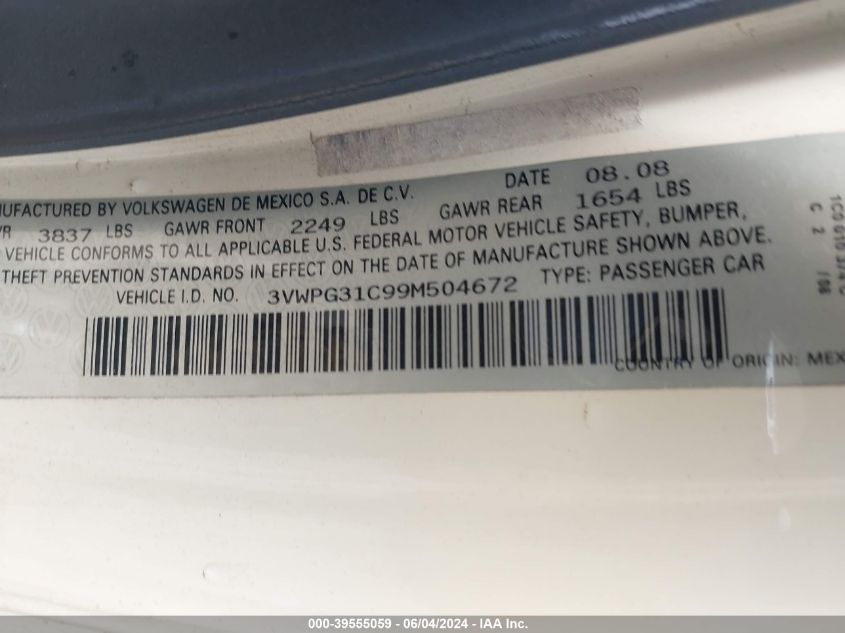 NUFACTURED BY VOLKSWAGEN DE MEXICO S.A. DE C.V. DATE 08.08
VR 3837 LBS GAWR FRONT 2249 LBS GAWR REAR 1654 LBS
VEHICLE CONFORMS TO ALL APPLICABLE U.S. FEDERAL MOTOR VEHICLE SAFETY, BUMPER,
THEFT PREVENTION STANDARDS IN EFFECT ON THE DATE OF MANUFACTURE SHOWN ABOVE.
VEHICLE I.D. NO. 3VWPG31C99M504672 TYPE: PASSENGER CAR
COUNTRY OF ORIGIN: MEX
000-39555059 - 06/04/2024 - IAA Inc.